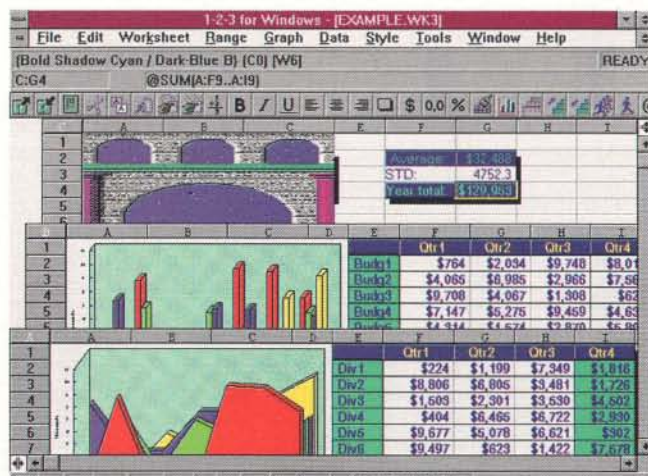 1-2-3 for Windows - [EXAMPLE.WK3]
File Edit Worksheet Range Graph Data Style Tools Window Help
{Bold Shadow Cyan / Dark-Blue B} {C0} [W6] READY
C:G4 @SUM(A:F9..A:I9)
B I U $ 0,0 %
C A B C E F G H I
1
2 Average: $32,488
3 STD: 4752.3
4 Year total: $129,953
5
A B C D E F G H I
1 Qtr1 Qtr2 Qtr3 Qtr4
2 Budg1 $764 $2,034 $9,748
3 Budg2 $4,065 $6,985 $2,966
4 Budg3 $9,708 $4,067 $1,308
5 Budg4 $7,147 $5,275 $9,459
A B C D E F G H I
1 Qtr1 Qtr2 Qtr3 Qtr4
2 Div1 $224 $1,199 $7,349 $1,816
3 Div2 $8,806 $6,805 $3,481 $1,726
4 Div3 $1,503 $2,301 $3,530 $4,502
5 Div4 $404 $6,465 $6,722 $2,930
6 Div5 $9,677 $5,078 $6,621 $302
7 Div6 $9,497 $623 $1,422 $7,678